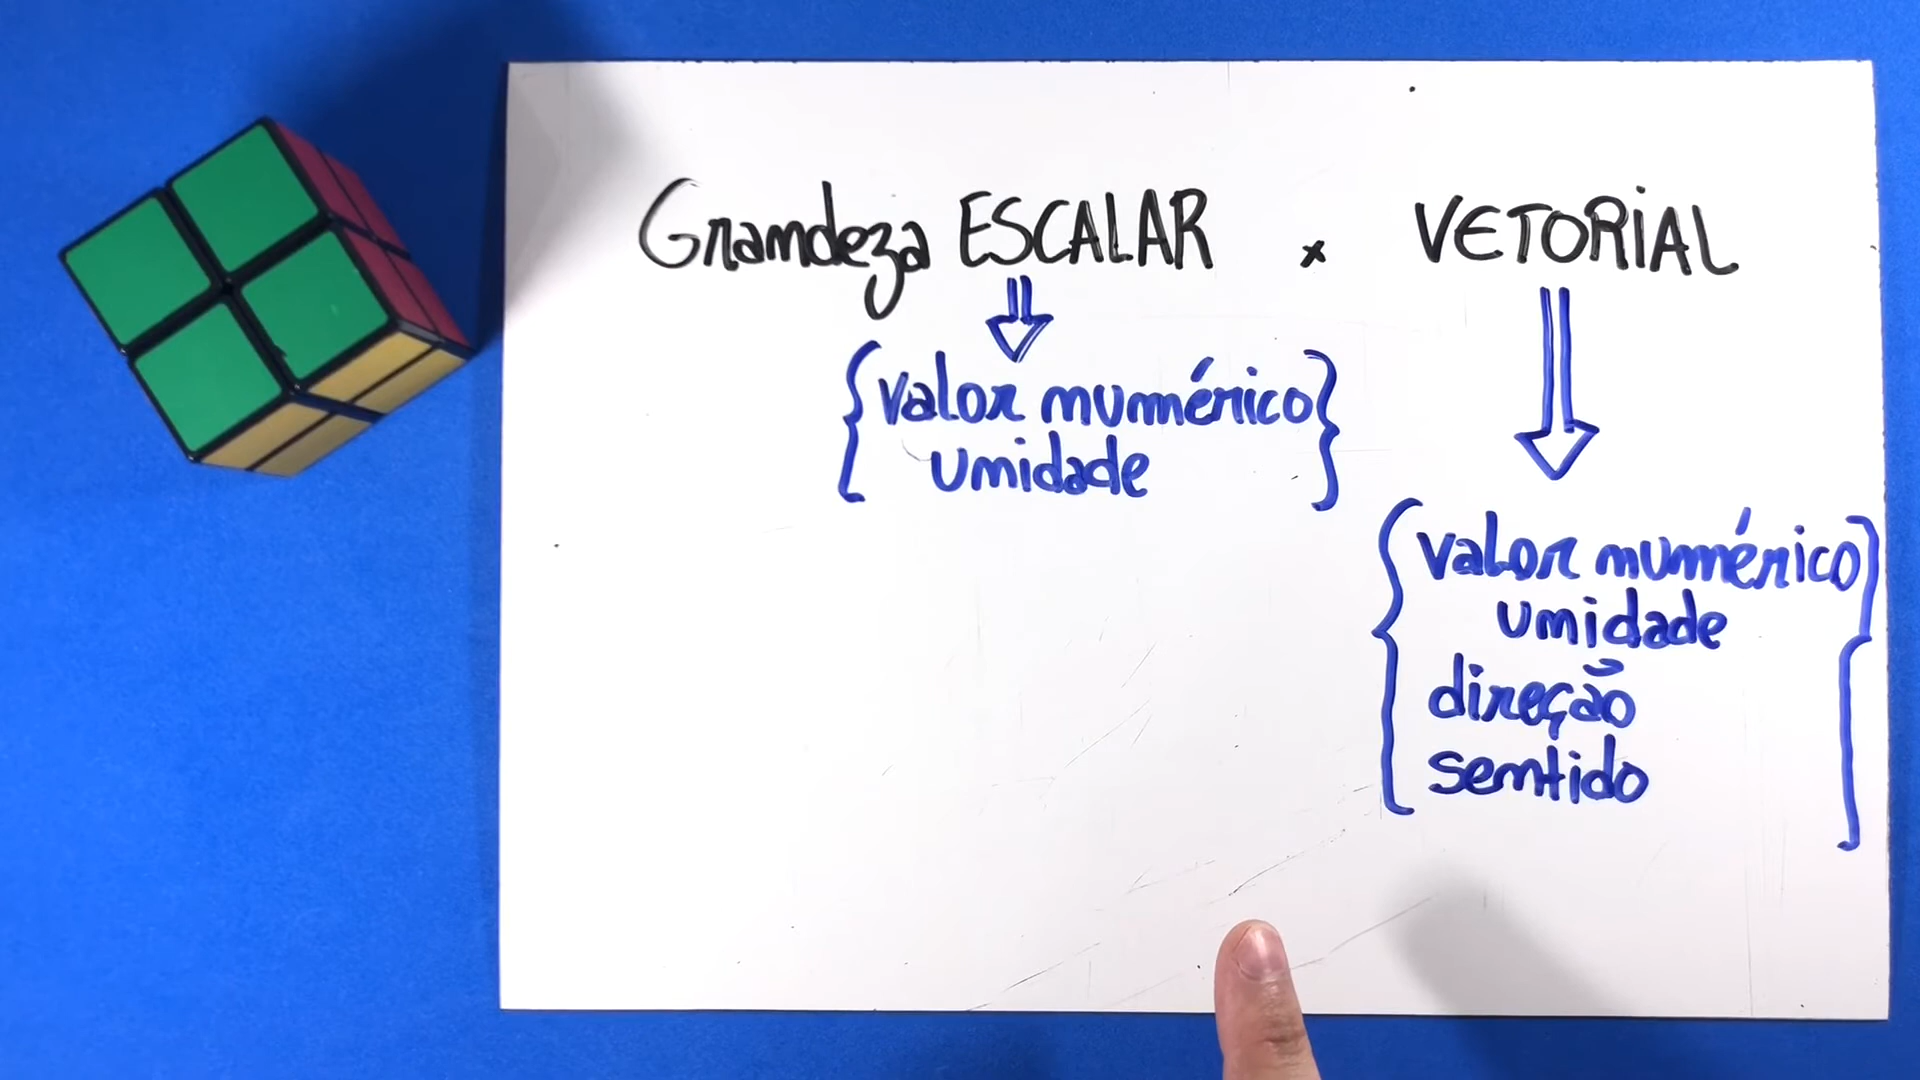 Grandeza ESCALAR x VETORIAL
valor numérico
unidade
valor numérico
unidade
direção
sentido